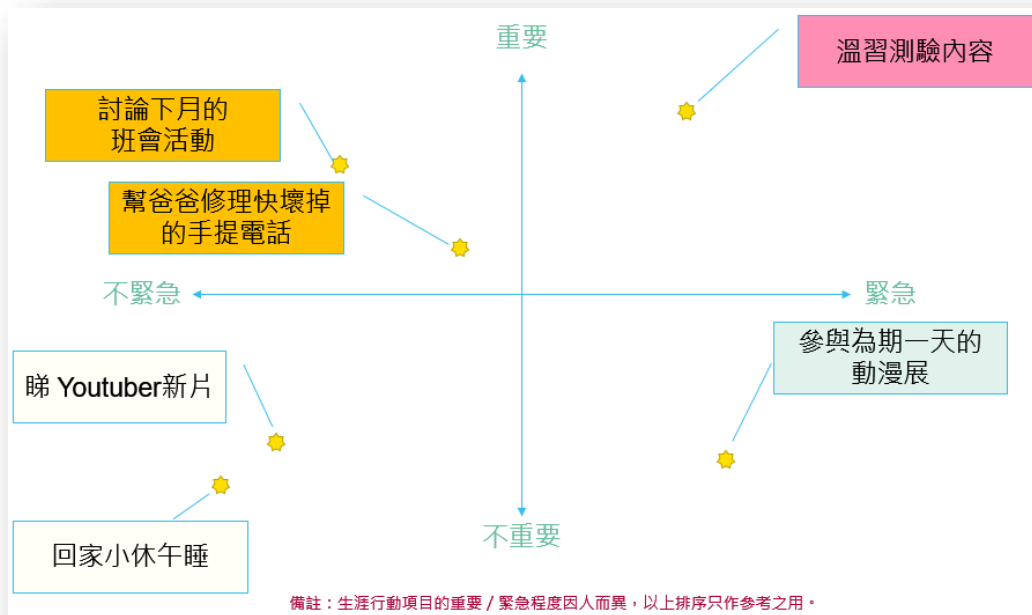 重要
溫習測驗內容
討論下月的
班會活動
幫爸爸修理快壞掉
的手提電話
不緊急
緊急
參與為期一天的
動漫展
睇 Youtuber新片
回家小休午睡
不重要
備註：生涯行動項目的重要 / 緊急程度因人而異，以上排序只作參考之用。